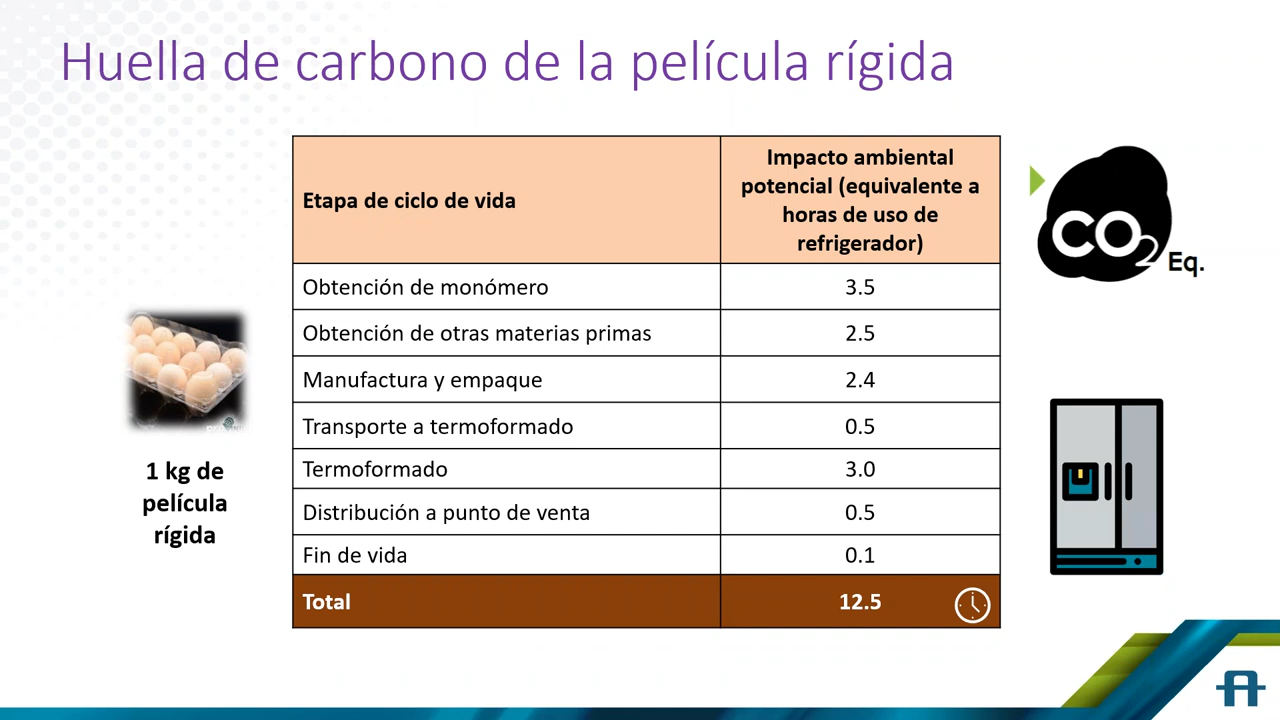 Huella de carbono de la película rígida
Etapa de ciclo de vida
Impacto ambiental
potencial (equivalente a
horas de uso de
refrigerador)
Obtención de monómero
3.5
Obtención de otras materias primas
2.5
Manufactura y empaque
2.4
Transporte a termoformado
0.5
Termoformado
3.0
Distribución a punto de venta
0.5
Fin de vida
0.1
Total
12.5
1 kg de
película
rígida
CO2
Eq.